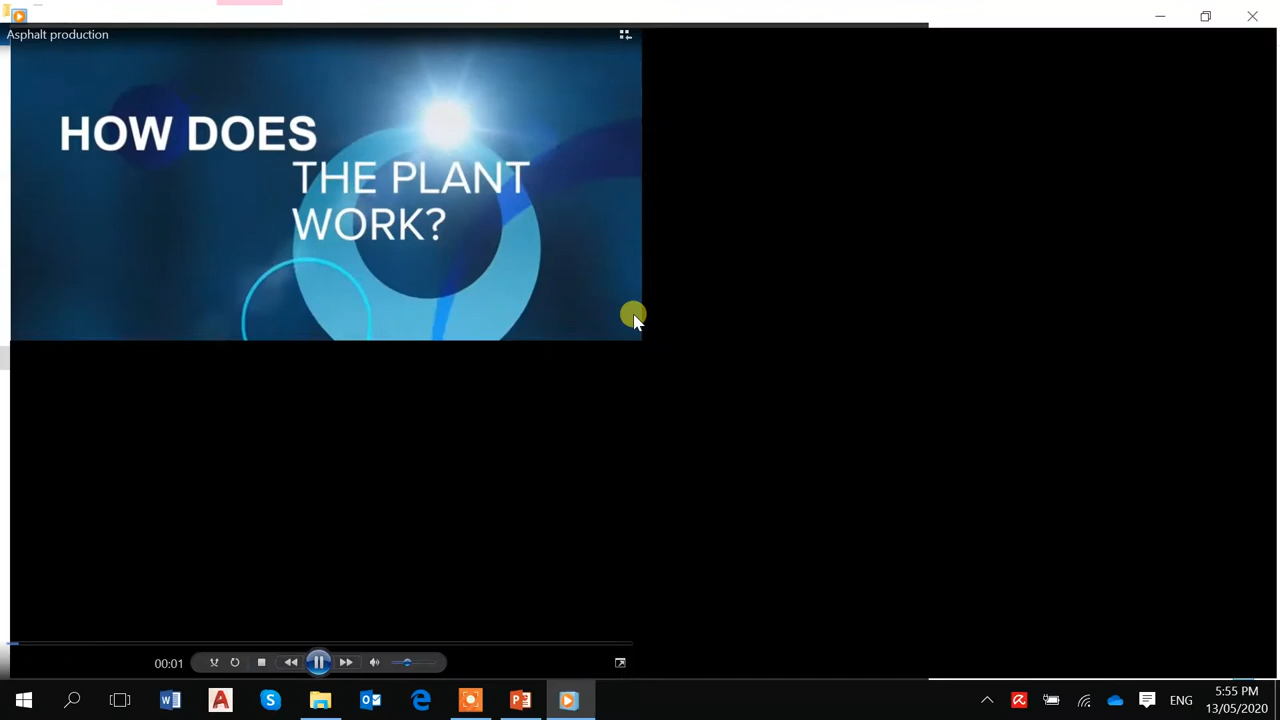 Asphalt production
HOW DOES
THE PLANT
WORK?
00:01
ENG
5:55 PM
13/05/2020